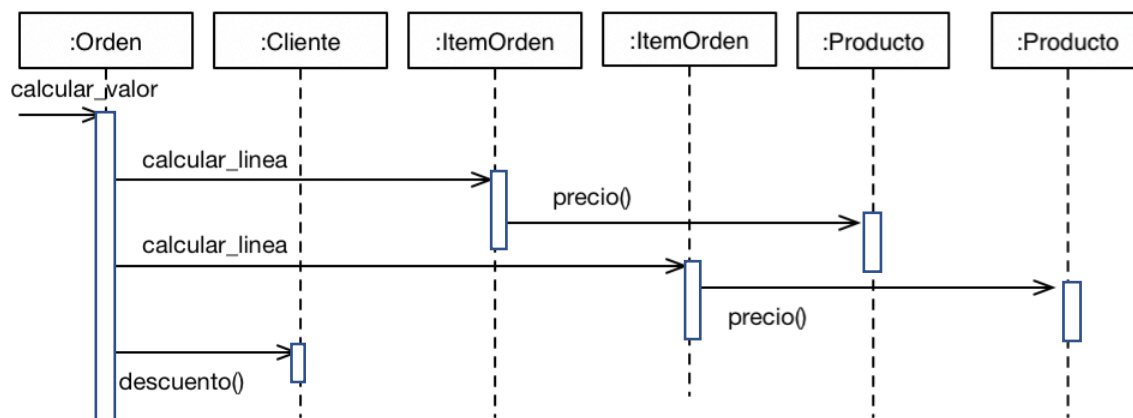 :Orden
:Cliente
:ItemOrden
:ItemOrden
:Producto
:Producto
calcular_valor
calcular_linea
precio()
calcular_linea
precio()
descuento()